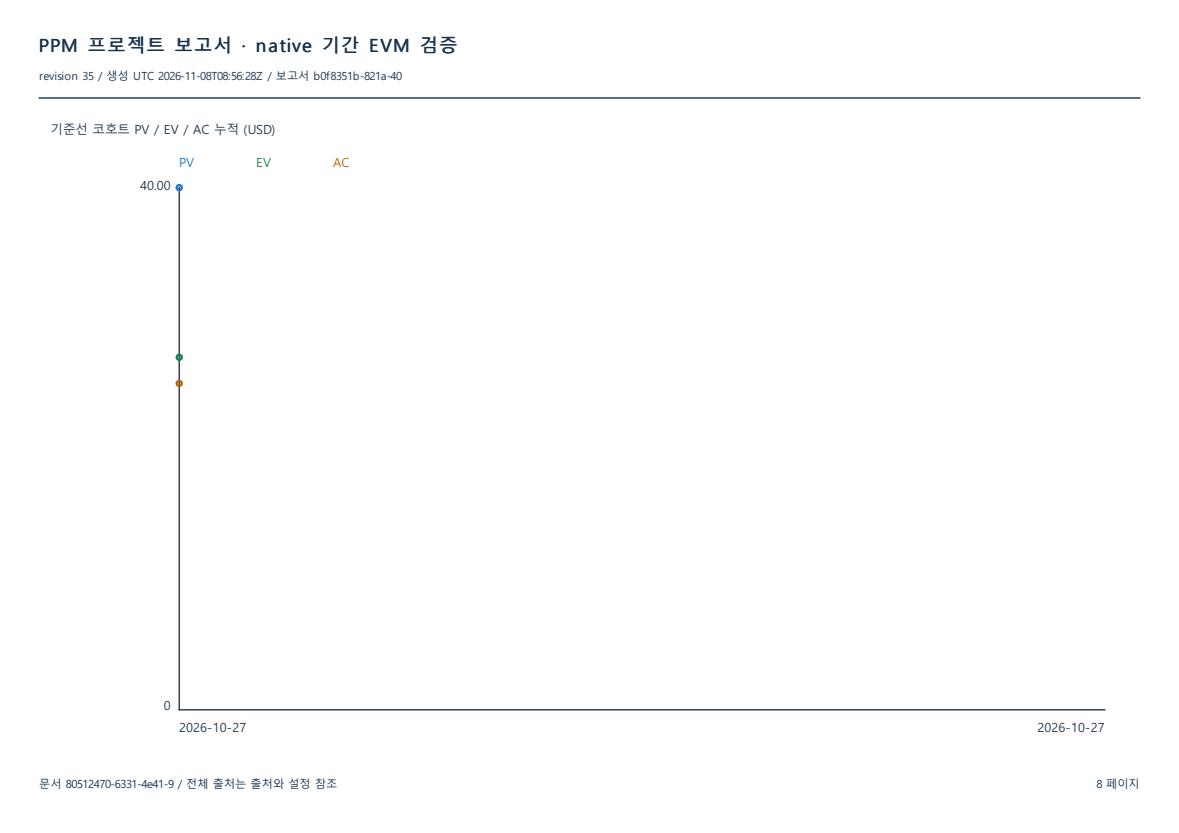 PPM 프로젝트 보고서 · native 기간 EVM 검증
revision 35 / 생성 UTC 2026-11-08T08:56:28Z / 보고서 b0f8351b-821a-40
기준선 코호트 PV / EV / AC 누적 (USD)
PV EV AC
40.00
0
2026-10-27 2026-10-27
문서 80512470-6331-4e41-9 / 전체 출처는 출처와 설정 참조 8 페이지